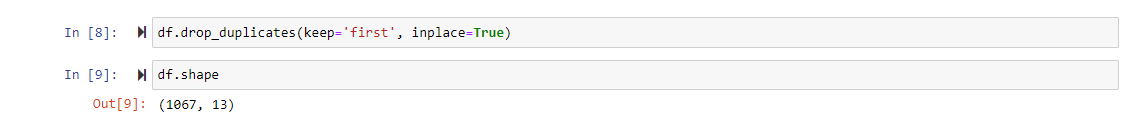 In [8]: df.drop_duplicates(keep='first', inplace=True)
In [9]: df.shape
Out[9]: (1067, 13)